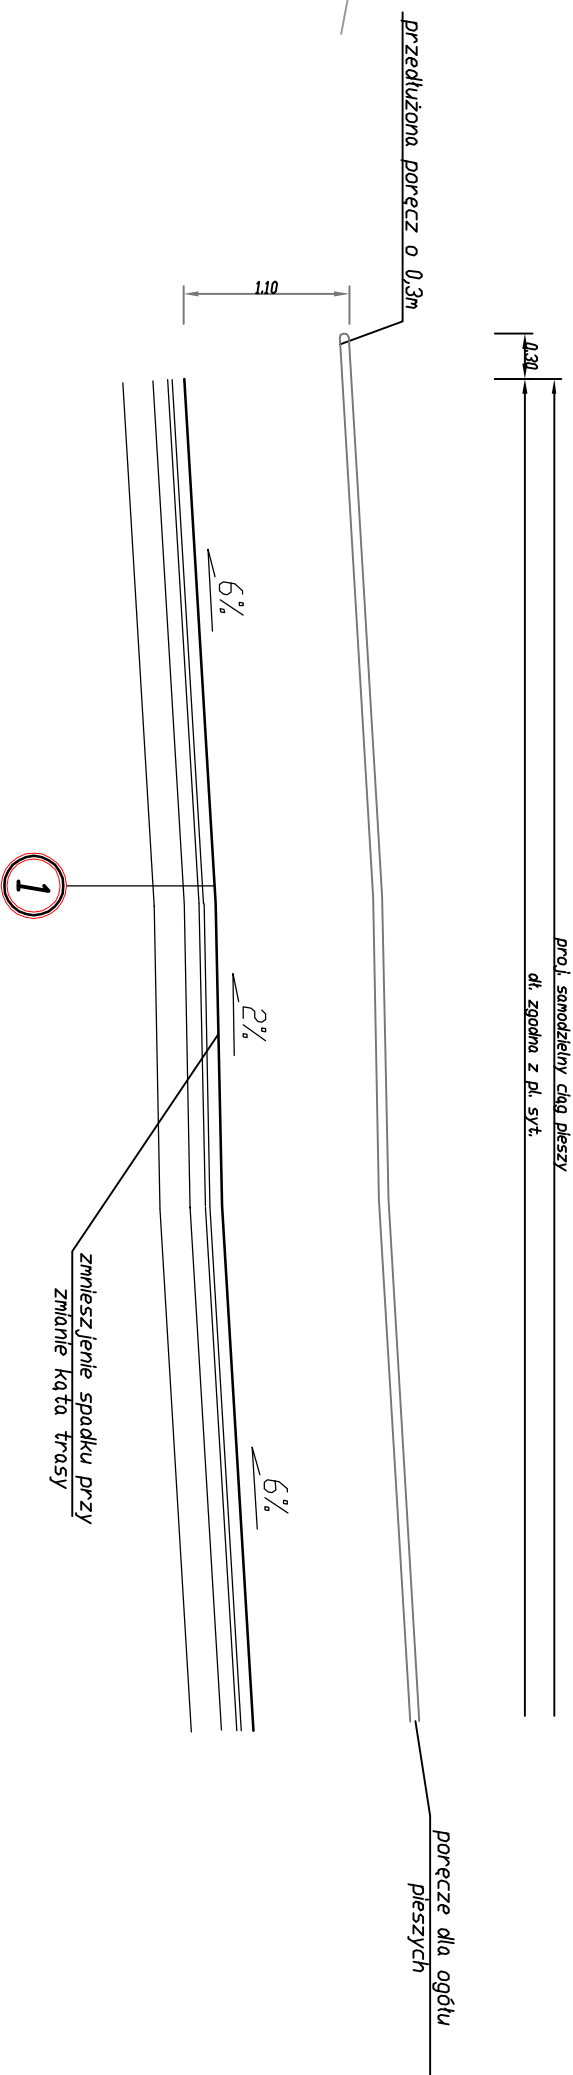 przedłużona poręcz o 0,3m
1.10
0.30
proj. samodzielny ciąg pieszy
dł. zgodna z pl. syt.
6%
2%
6%
1
zmnieszjenie spadku przy
zmianie kąta trasy
poręcze dla ogółu
pieszych